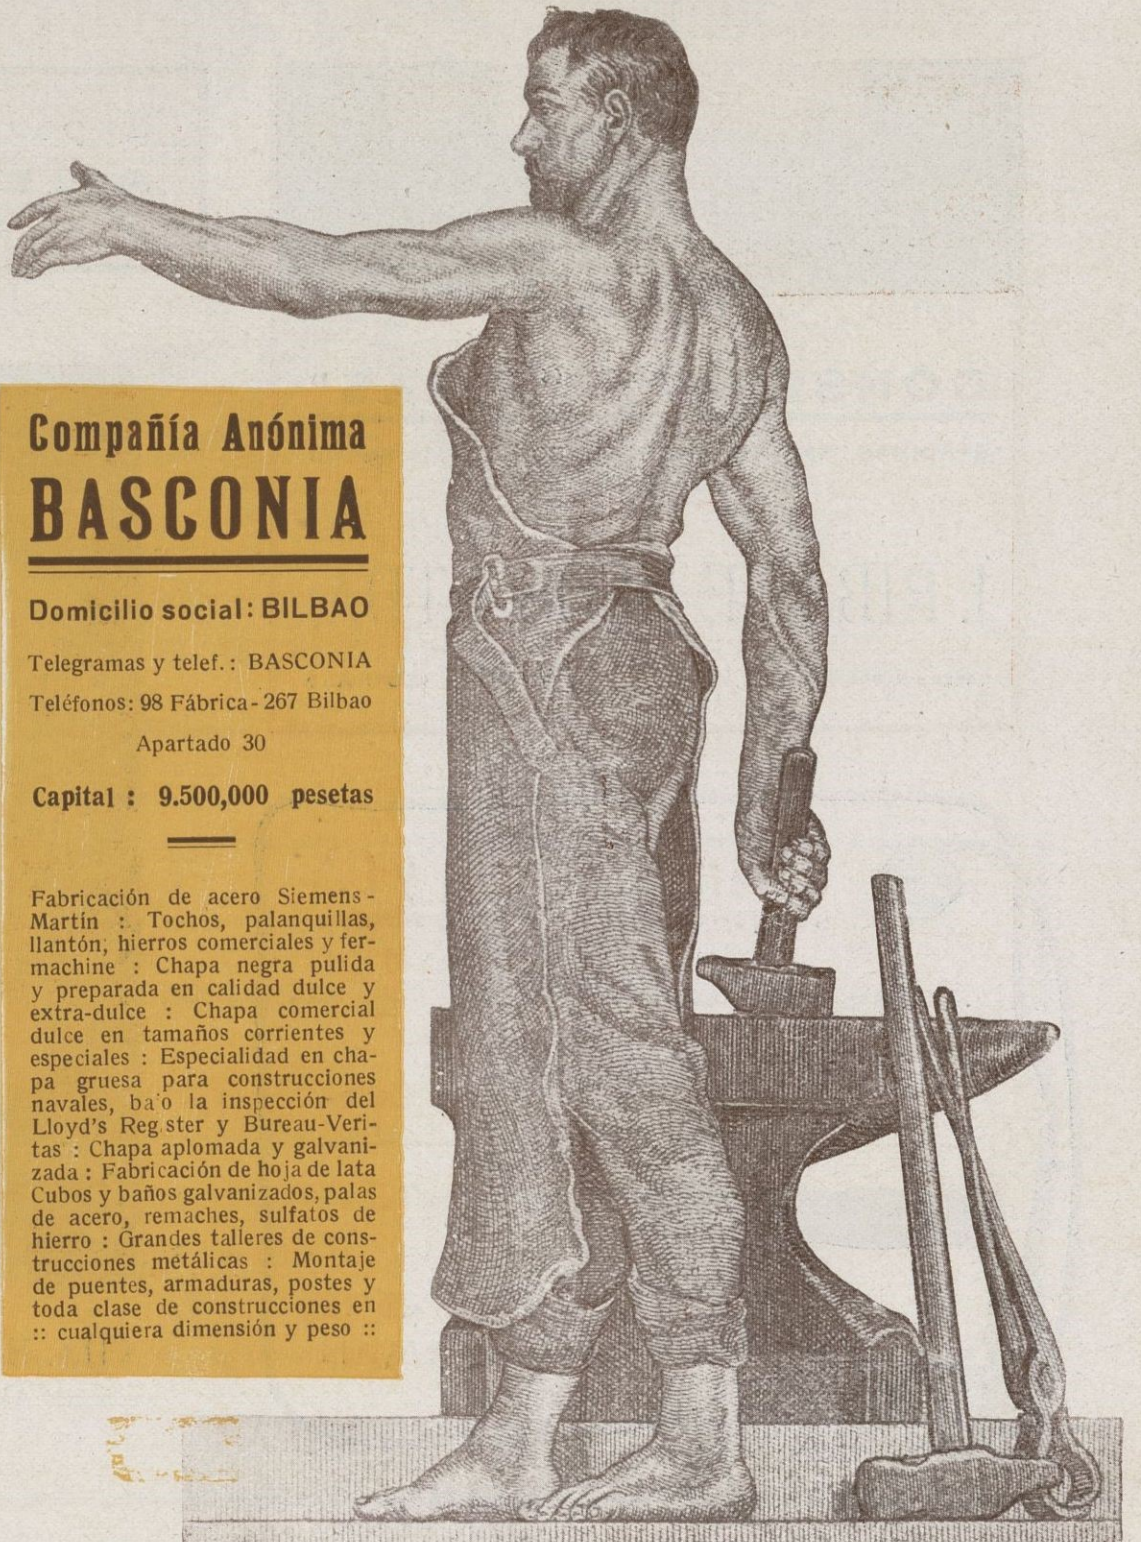 Compañía Anónima
BASCONIA
Domicilio social: BILBAO
Telegramas y telef.: BASCONIA
Teléfonos: 98 Fábrica - 267 Bilbao
Apartado 30
Capital : 9.500,000 pesetas
Fabricación de acero Siemens-
Martín : Tochos, palanquillas,
llantón, hierros comerciales y fer-
machine : Chapa negra pulida
y preparada en calidad dulce y
extra-dulce : Chapa comercial
dulce en tamaños corrientes y
especiales : Especialidad en cha-
pa gruesa para construcciones
navales, ba o la inspección del
Lloyd's Reg ster y Bureau-Veri-
tas : Chapa aplomada y galvani-
zada : Fabricación de hoja de lata
Cubos y baños galvanizados, palas
de acero, remaches, sulfatos de
hierro : Grandes talleres de cons-
trucciones metálicas : Montaje
de puentes, armaduras, postes y
toda clase de construcciones en
:: cualquiera dimensión y peso ::